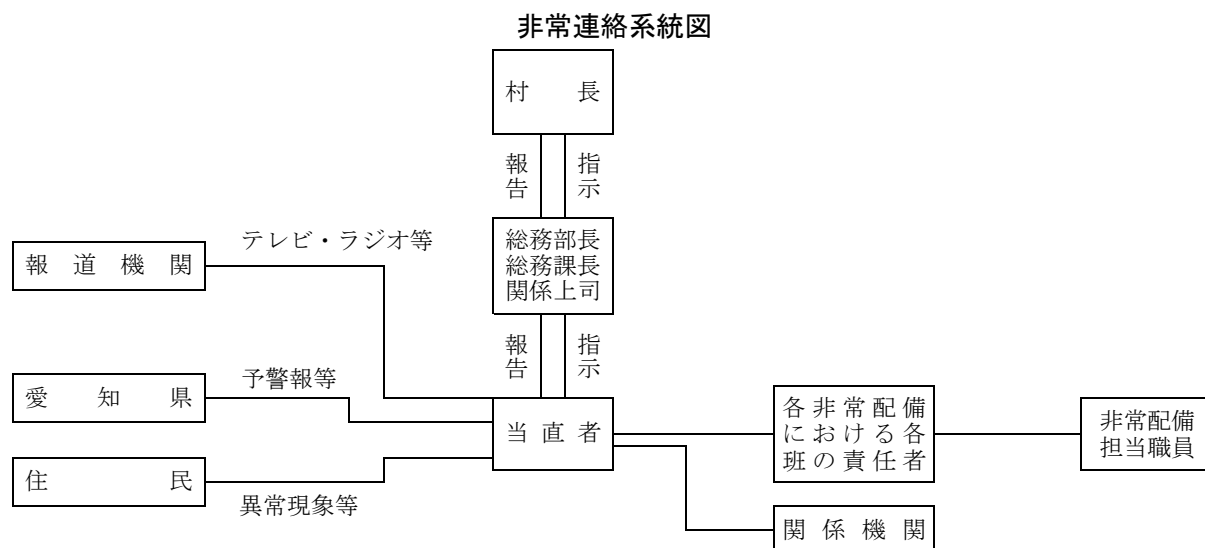 非常連絡系統図
村長
報告
指示
総務部長
総務課長
関係上司
報告
指示
テレビ・ラジオ等
報道機関
予警報等
愛知県
住民
異常現象等
当直者
各非常配備
における各
班の責任者
非常配備
担当職員
関係機関